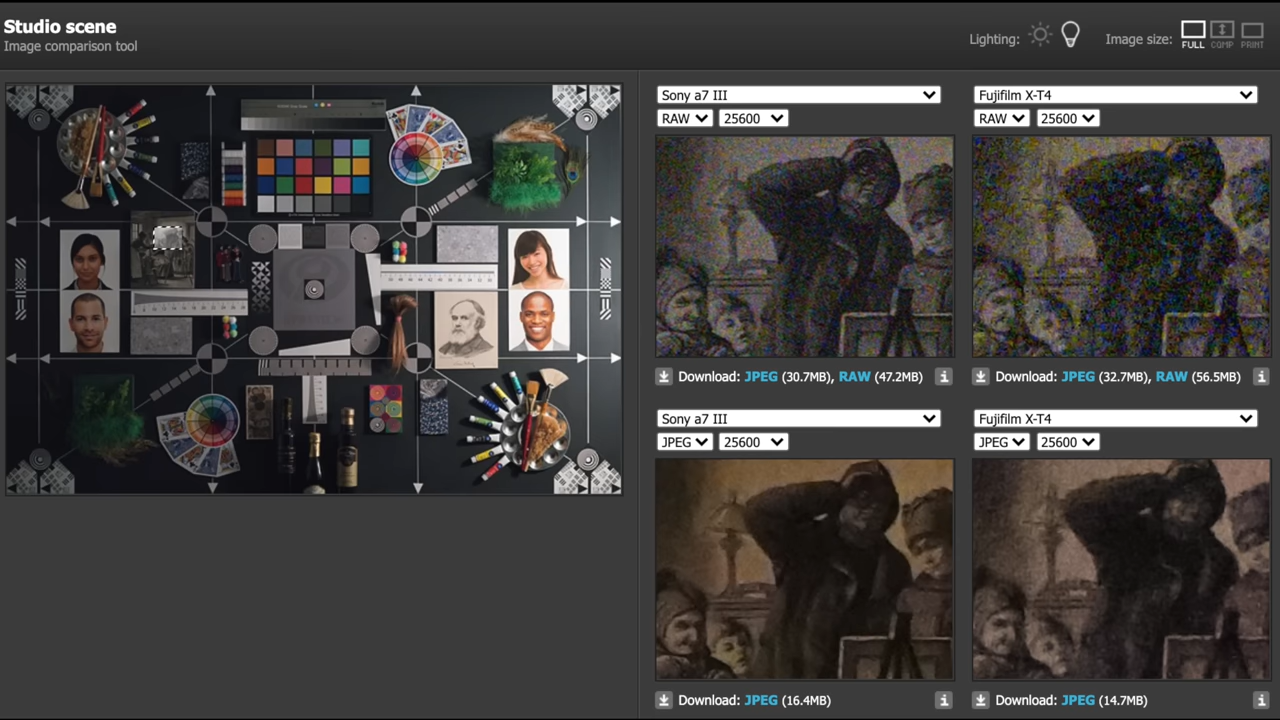 Studio scene
Image comparison tool
Lighting:
Image size:
FULL
COMP
PRINT
Sony a7 III
RAW
25600
Fujifilm X-T4
RAW
25600
Download: JPEG (30.7MB), RAW (47.2MB)
Download: JPEG (32.7MB), RAW (56.5MB)
Sony a7 III
JPEG
25600
Fujifilm X-T4
JPEG
25600
Download: JPEG (16.4MB)
Download: JPEG (14.7MB)